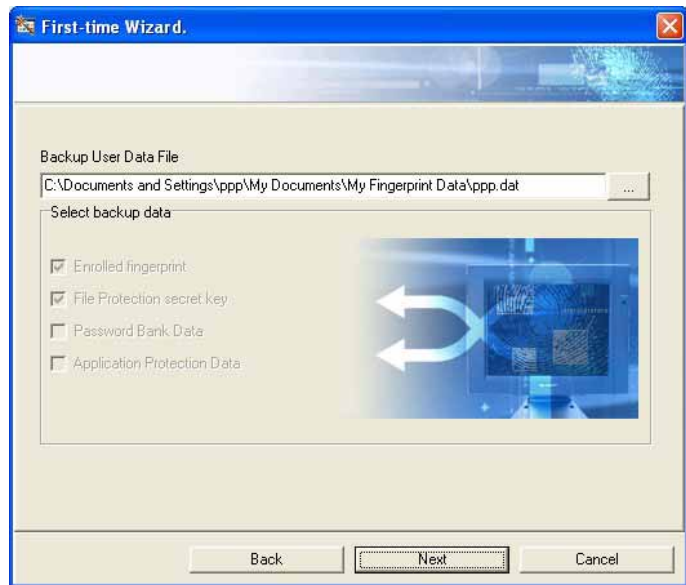 First-time Wizard.
Backup User Data File
C:\Documents and Settings\ppp\My Documents\My Fingerprint Data\ppp.dat
...
Select backup data
Enrolled fingerprint
File Protection secret key
Password Bank Data
Application Protection Data
Back
Next
Cancel